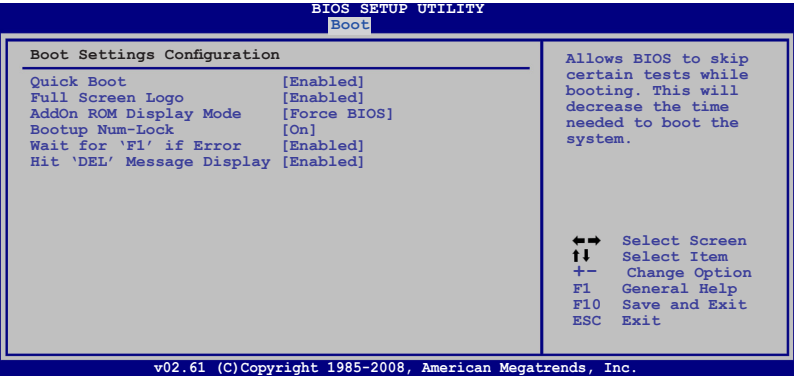 BIOS SETUP UTILITY
Boot
Boot Settings Configuration
Quick Boot [Enabled]
Full Screen Logo [Enabled]
AddOn ROM Display Mode [Force BIOS]
Bootup Num-Lock [On]
Wait for ‘F1’ if Error [Enabled]
Hit ‘DEL’ Message Display [Enabled]
Allows BIOS to skip
certain tests while
booting. This will
decrease the time
needed to boot the
system.
←→ Select Screen
↑↓ Select Item
+- Change Option
F1 General Help
F10 Save and Exit
ESC Exit
v02.61 (C)Copyright 1985-2008, American Megatrends, Inc.